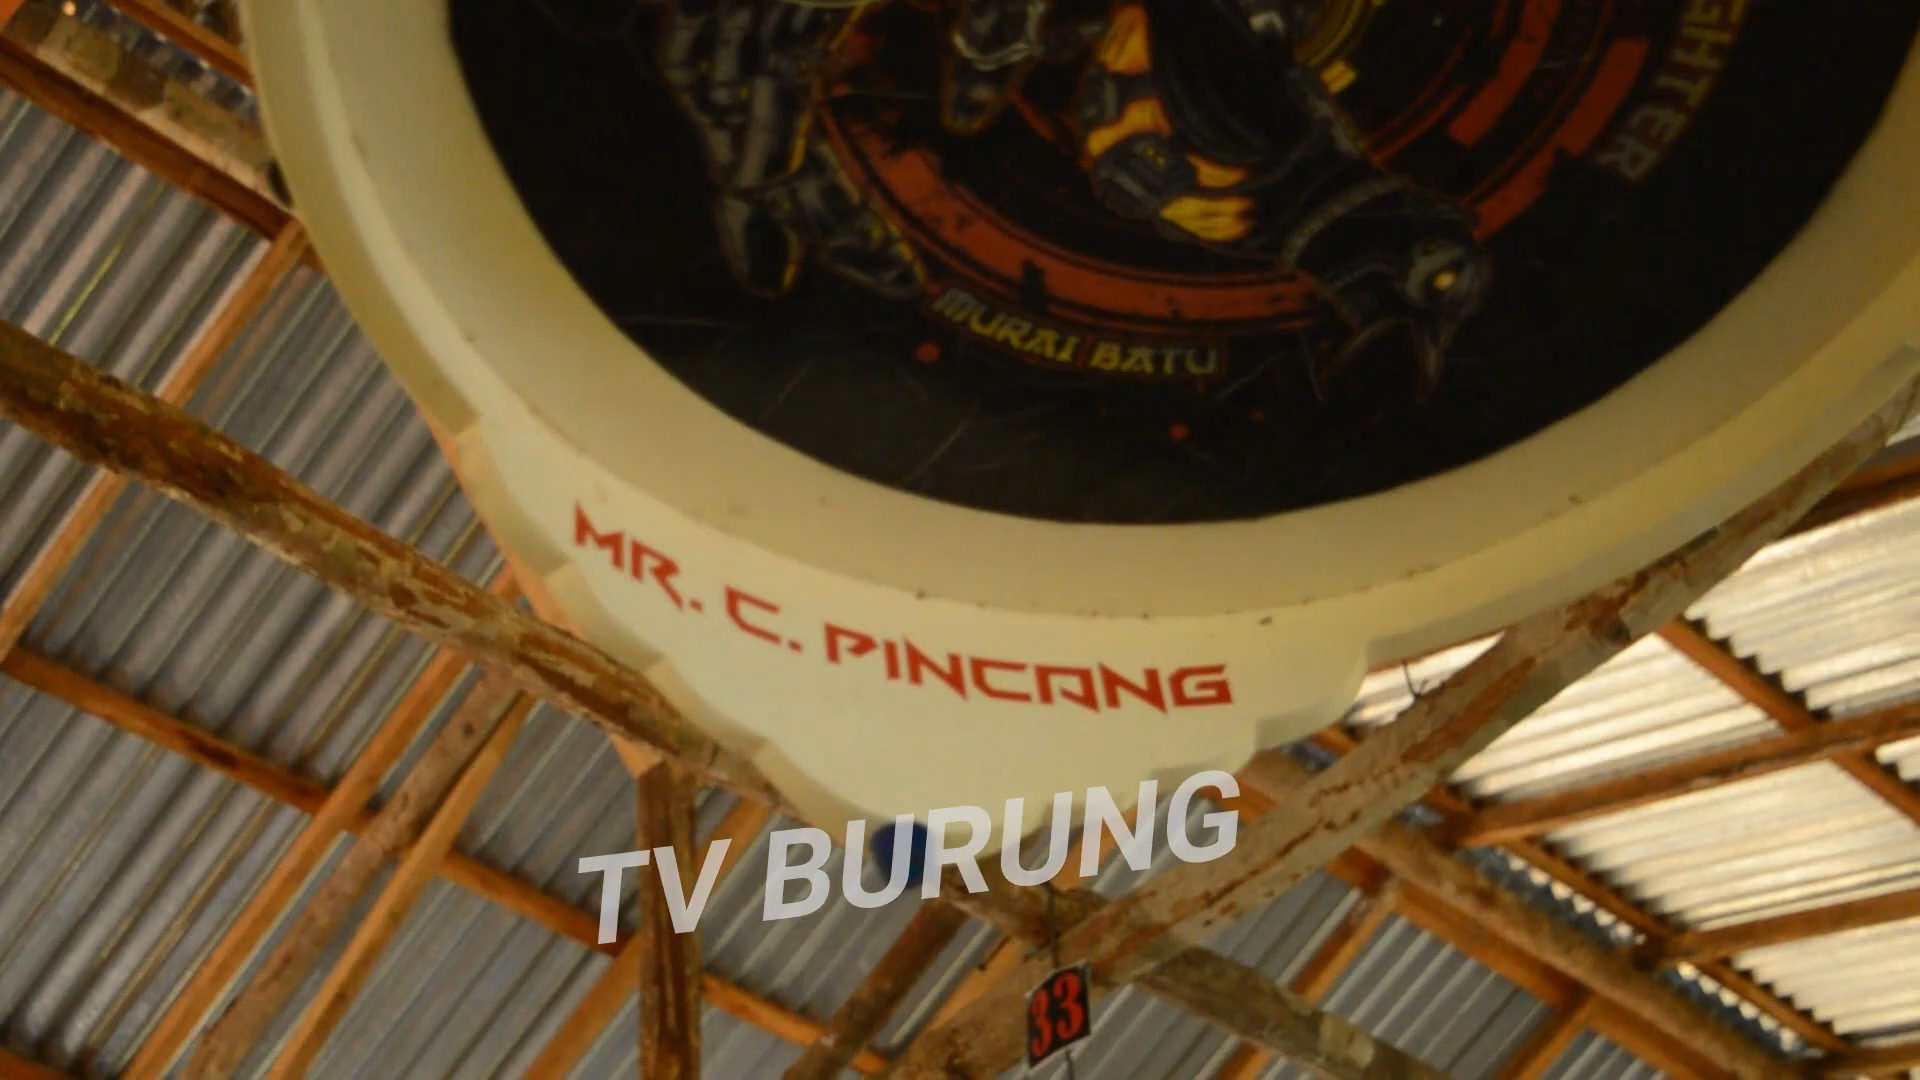 GHTER
MURAI BATU
MR. C. PINCANG
TV BURUNG
33